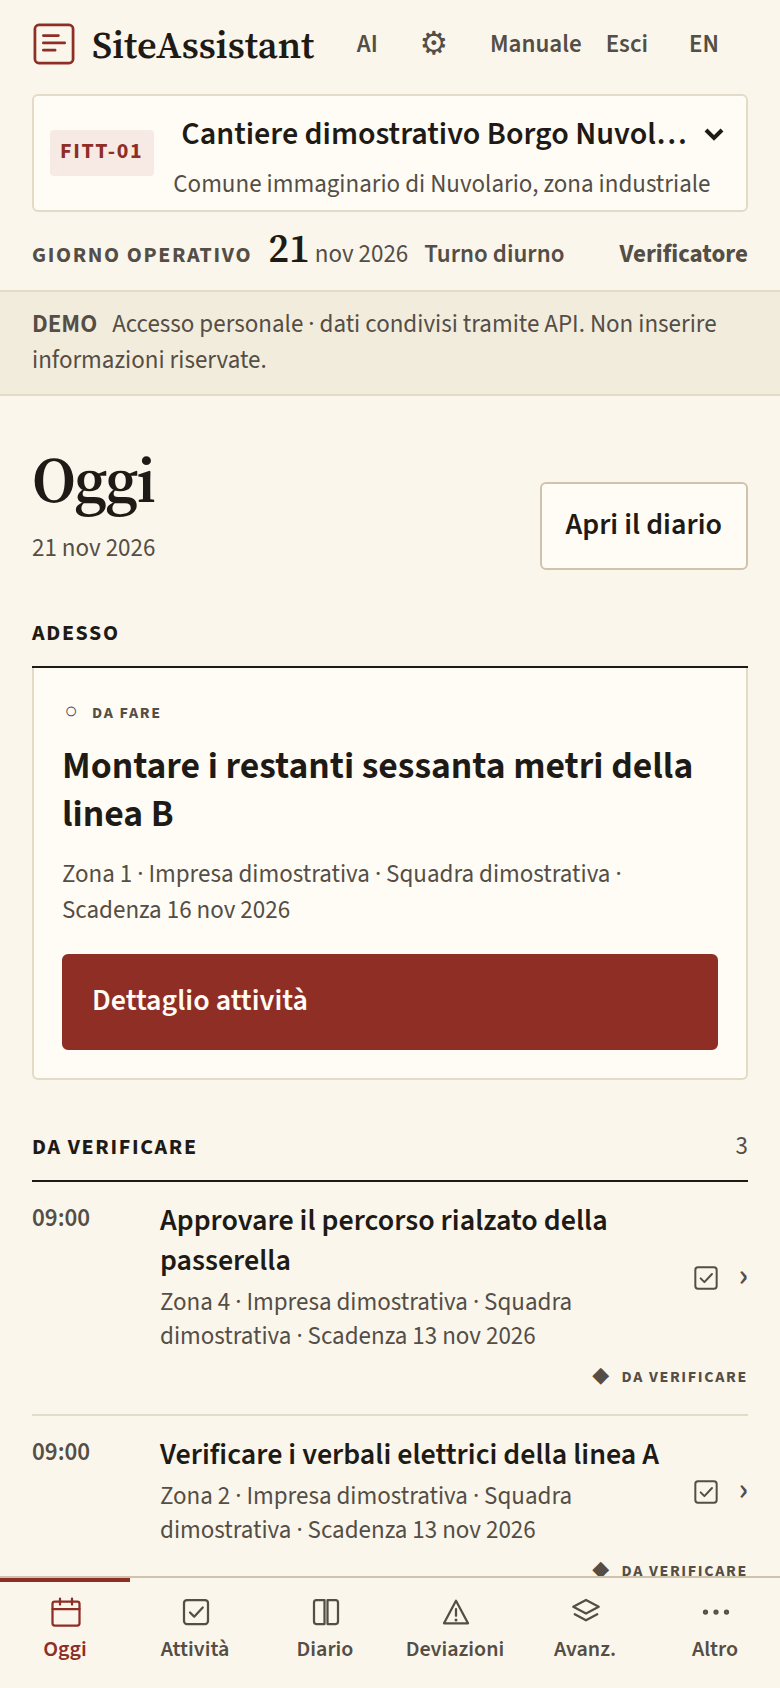 SiteAssistant AI ⚙ Manuale Esci EN
FITT-01 Cantiere dimostrativo Borgo Nuvol…
Comune immaginario di Nuvolario, zona industriale
GIORNO OPERATIVO 21 nov 2026 Turno diurno Verificatore
DEMO Accesso personale · dati condivisi tramite API. Non inserire
informazioni riservate.
Oggi
21 nov 2026
Apri il diario
ADESSO
○ DA FARE
Montare i restanti sessanta metri della
linea B
Zona 1 · Impresa dimostrativa · Squadra dimostrativa ·
Scadenza 16 nov 2026
Dettaglio attività
DA VERIFICARE 3
09:00 Approvare il percorso rialzato della
passerella
Zona 4 · Impresa dimostrativa · Squadra
dimostrativa · Scadenza 13 nov 2026
◆ DA VERIFICARE
09:00 Verificare i verbali elettrici della linea A
Zona 2 · Impresa dimostrativa · Squadra
dimostrativa · Scadenza 13 nov 2026
◆ DA VERIFICARE
Oggi Attività Diario Deviazioni Avanz. Altro